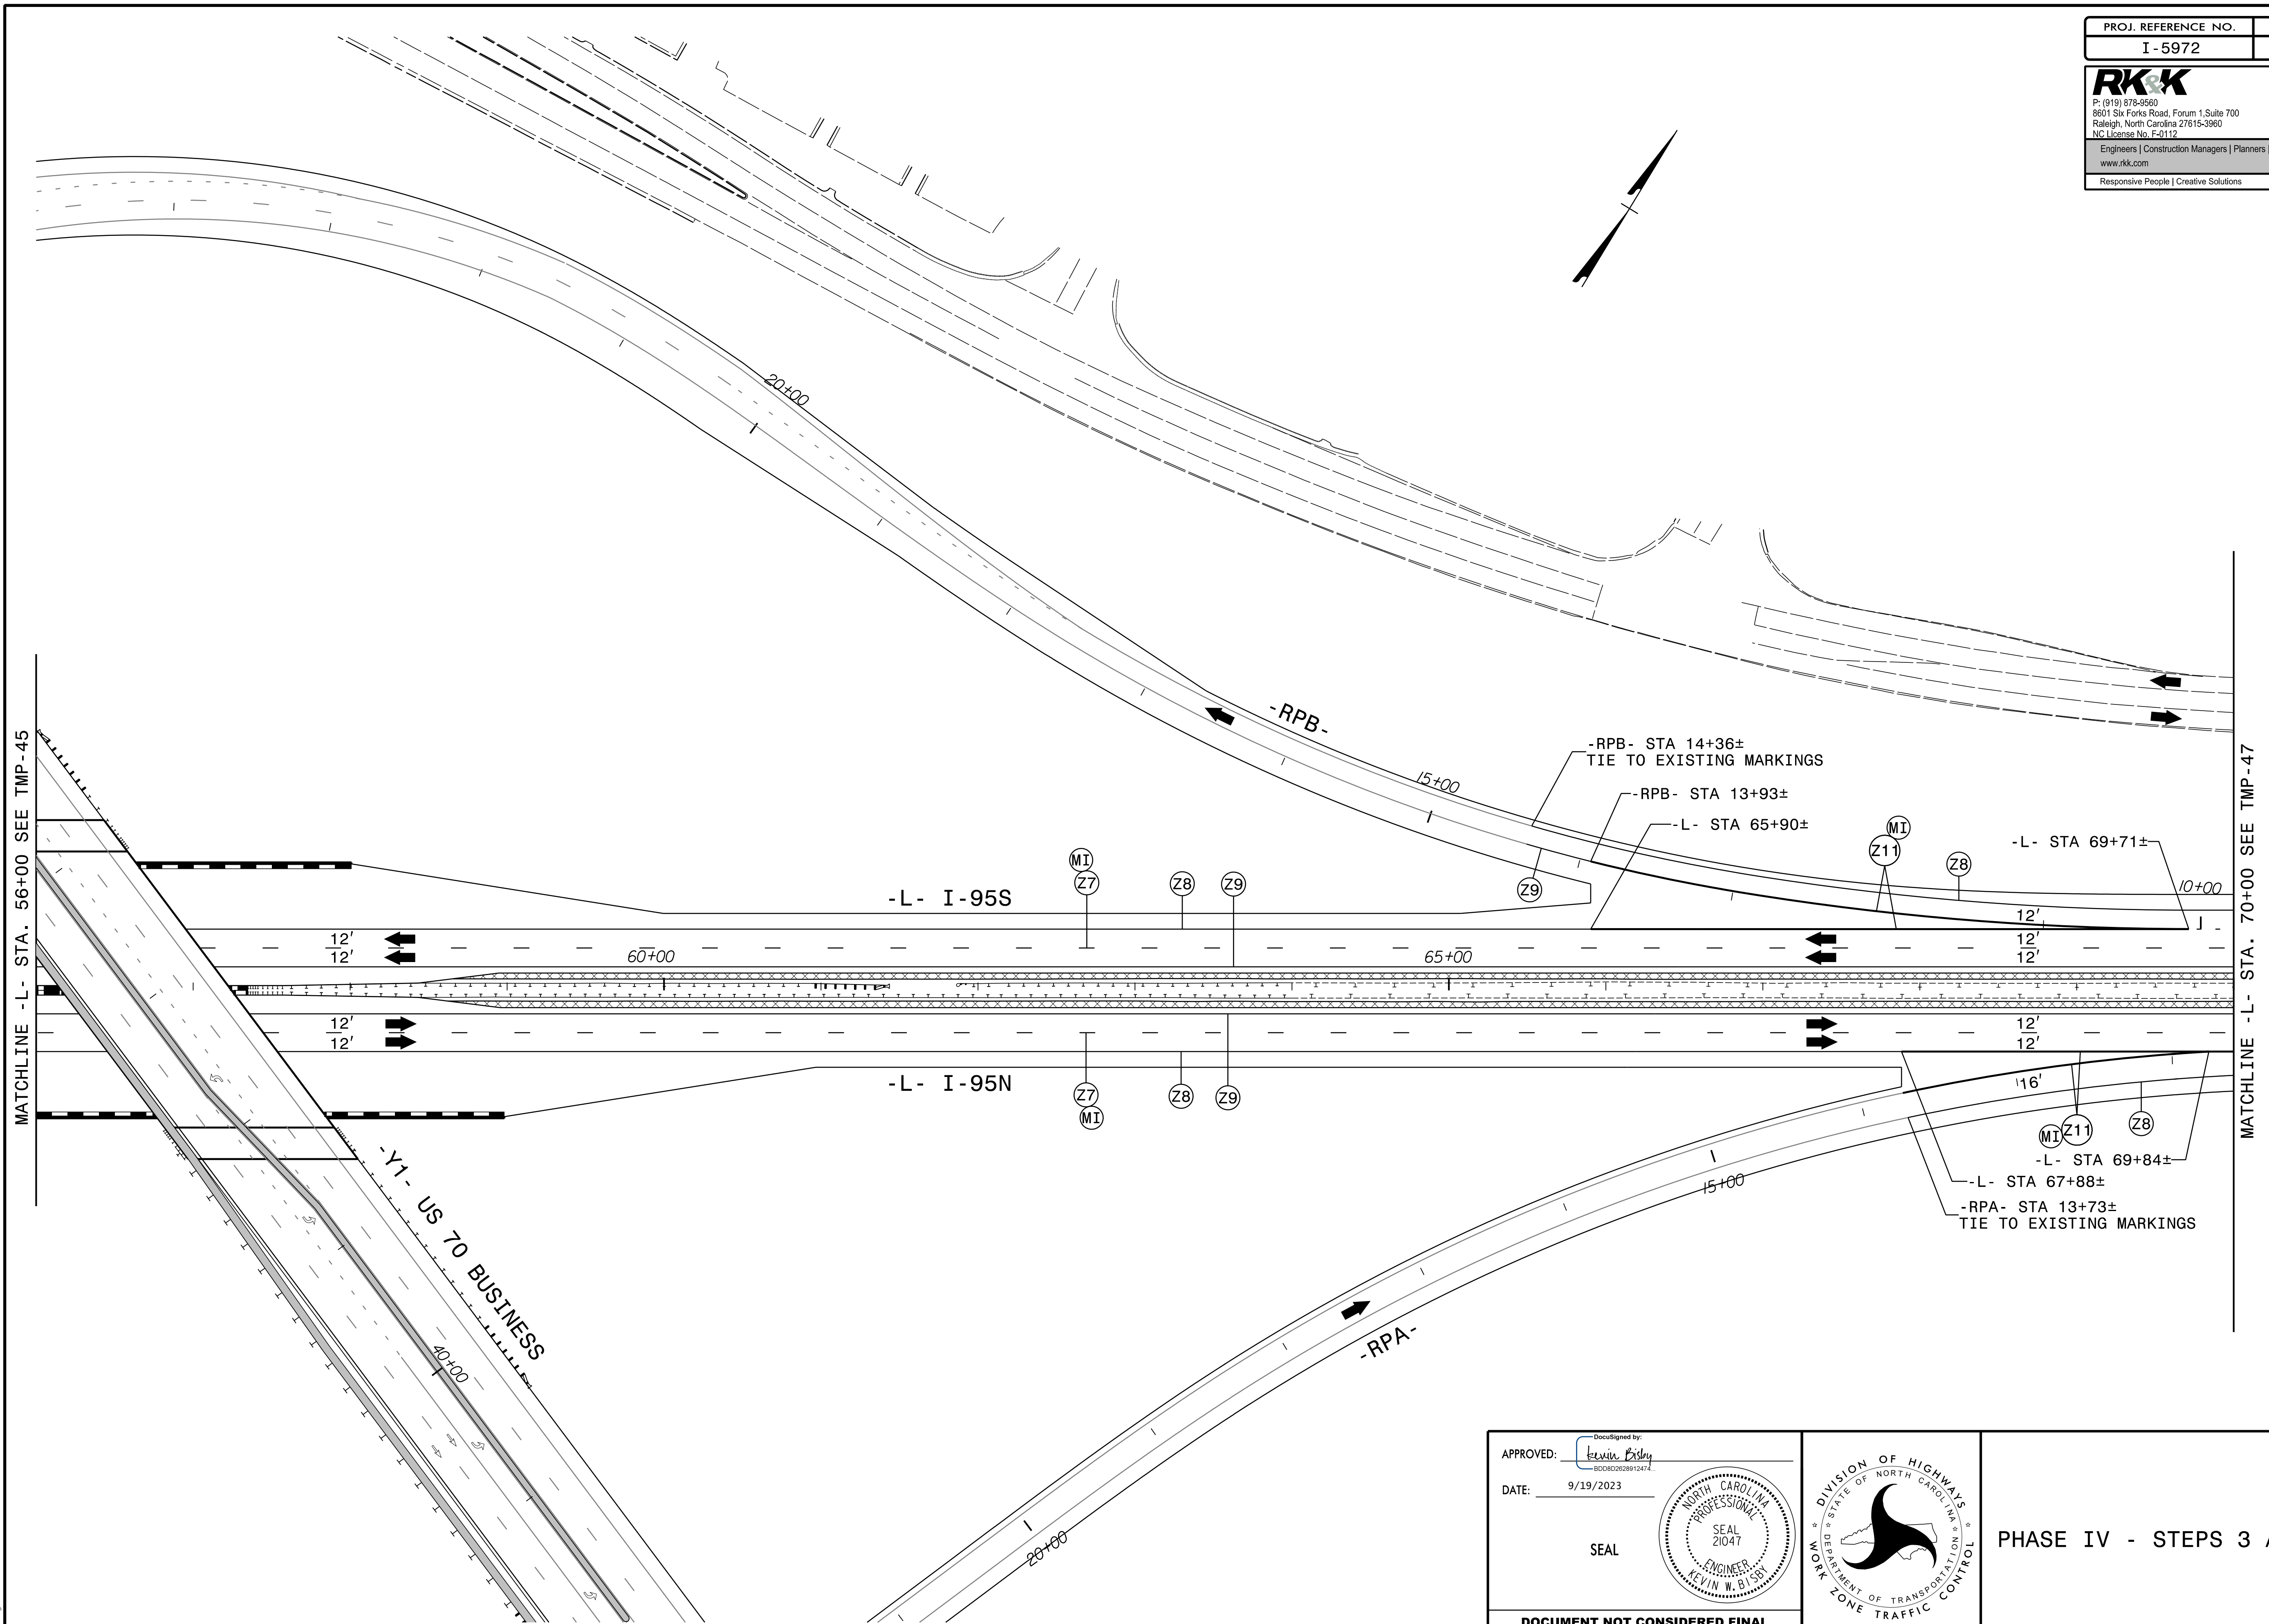 PROJ. REFERENCE NO.
I-5972
RK&K
P: (919) 878-9560
8601 Six Forks Road, Forum 1, Suite 700
Raleigh, North Carolina 27615-3960
NC License No. F-0112
Engineers | Construction Managers | Planners |
www.rkk.com
Responsive People | Creative Solutions
20+00
-RPB-
-RPB- STA 14+36±
TIE TO EXISTING MARKINGS
15+00
-RPB- STA 13+93±
-L- STA 65+90±
MI
Z11
-L- STA 69+71±
Z8
10+00
MATCHLINE -L- STA. 56+00 SEE TMP-45
MATCHLINE -L- STA. 70+00 SEE TMP-47
MI
Z7
Z8
Z9
Z9
-L- I-95S
12'
12'
12'
12'
12'
60+00
65+00
12'
12'
12'
12'
-L- I-95N
16'
Z7
MI
Z8
Z9
MI
Z11
Z8
-L- STA 69+84±
-L- STA 67+88±
-RPA- STA 13+73±
TIE TO EXISTING MARKINGS
15+00
-Y1- US 70 BUSINESS
40+00
-RPA-
20+00
APPROVED:
DocuSigned by:
Kevin Bisby
BDD8D2628912474...
DATE: 9/19/2023
SEAL
NORTH CAROLINA
PROFESSIONAL
SEAL
21047
ENGINEER
KEVIN W. BISBY
DOCUMENT NOT CONSIDERED FINAL
DIVISION OF HIGHWAYS
STATE OF NORTH CAROLINA
DEPARTMENT OF TRANSPORTATION
WORK ZONE TRAFFIC CONTROL
PHASE IV - STEPS 3